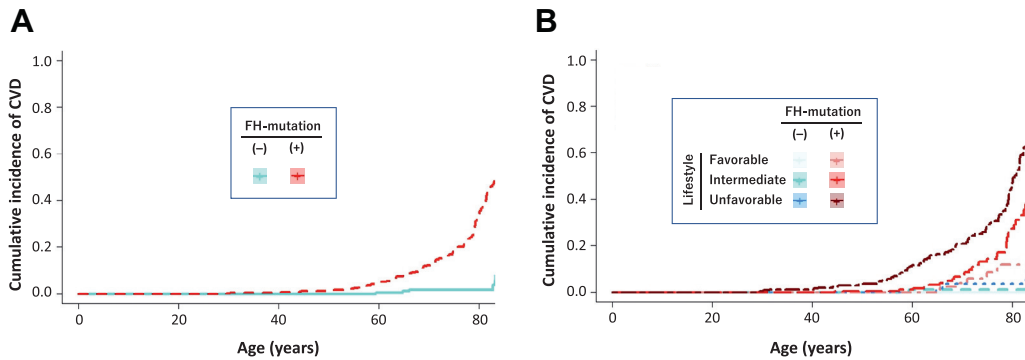 A
Cumulative incidence of CVD
1.0
0.8
0.6
0.4
0.2
0.0
FH-mutation
(–) (+)
0 20 40 60 80
Age (years)
B
Cumulative incidence of CVD
1.0
0.8
0.6
0.4
0.2
0.0
FH-mutation
(–) (+)
Lifestyle
Favorable
Intermediate
Unfavorable
0 20 40 60 80
Age (years)